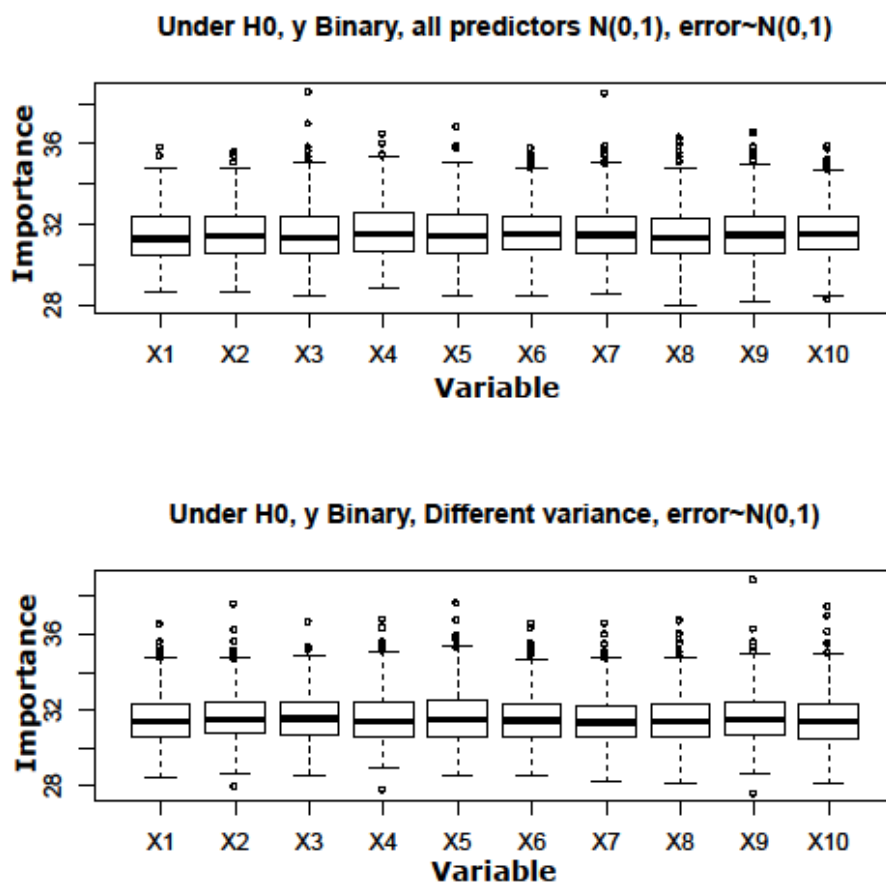 Under H0, y Binary, all predictors N(0,1), error~N(0,1)
Importance
36
32
28
X1 X2 X3 X4 X5 X6 X7 X8 X9 X10
Variable
Under H0, y Binary, Different variance, error~N(0,1)
Importance
36
32
28
X1 X2 X3 X4 X5 X6 X7 X8 X9 X10
Variable